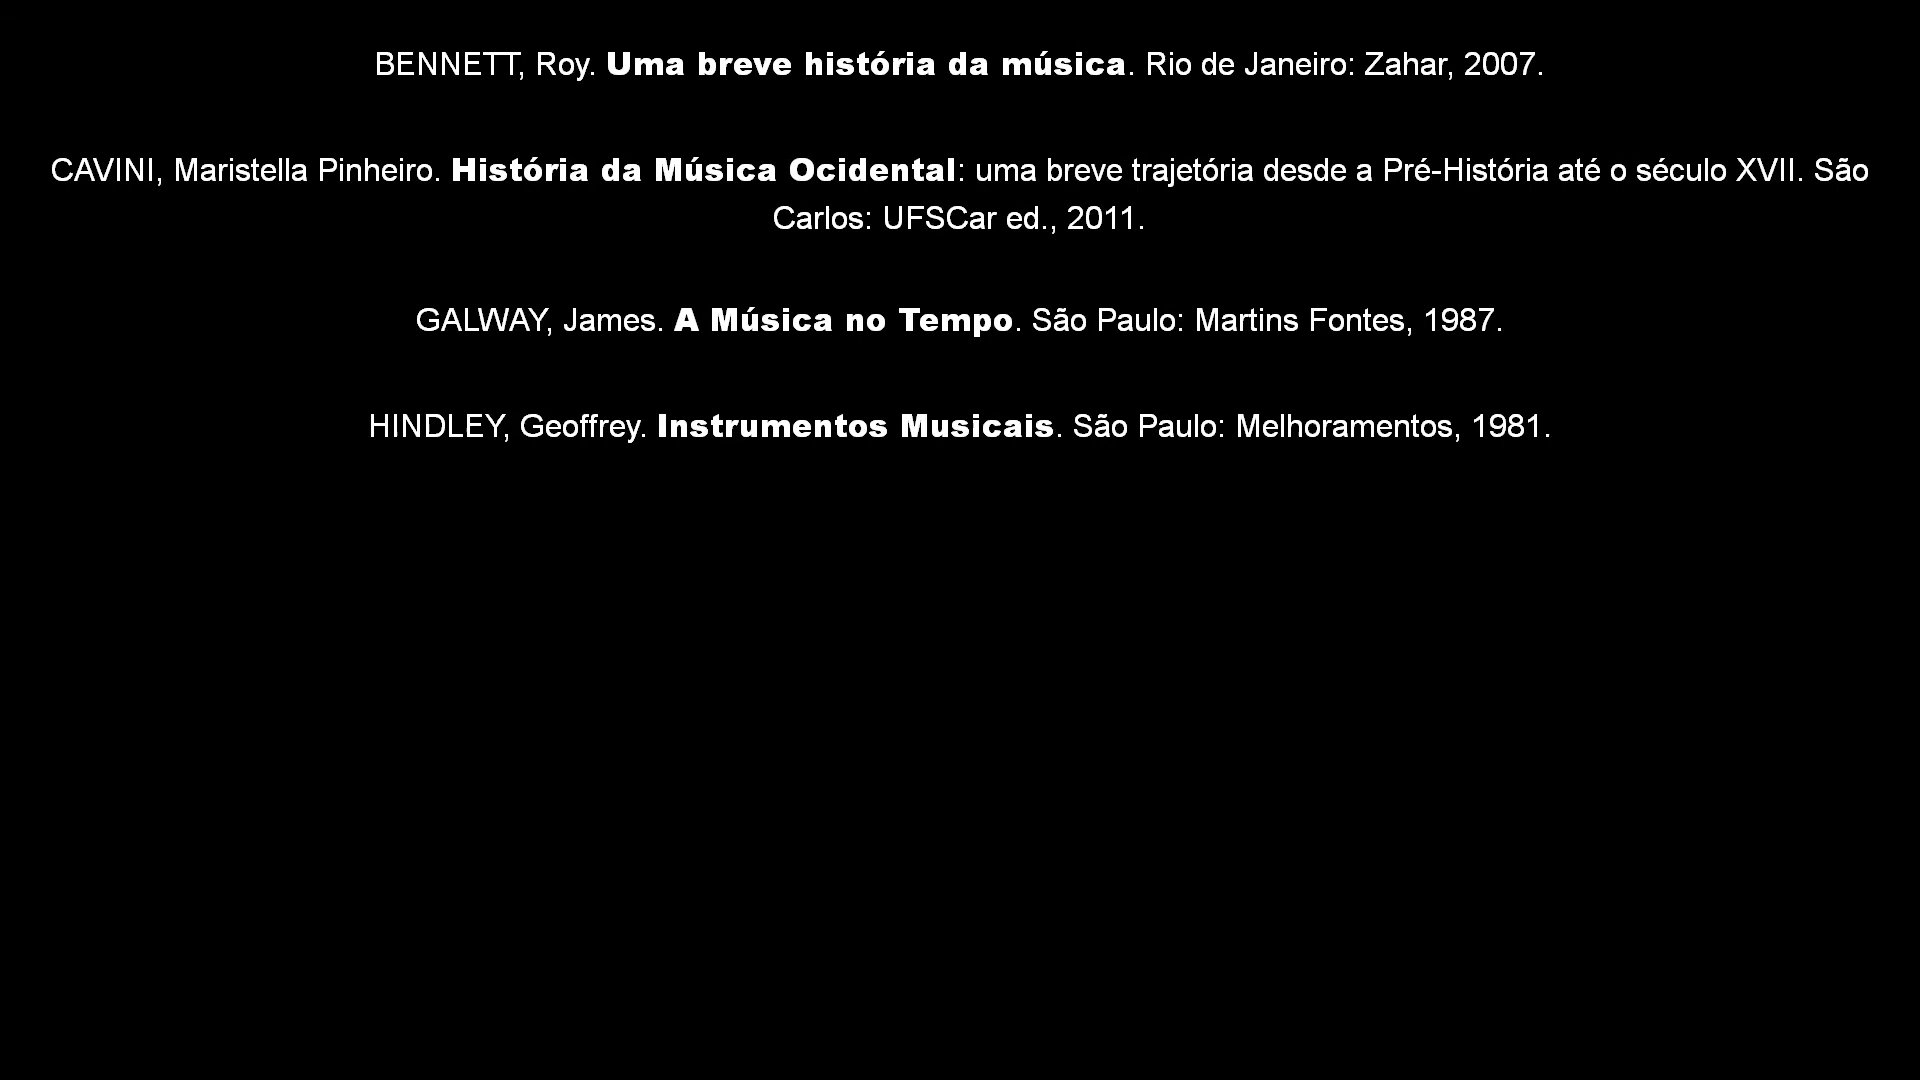 BENNETT, Roy. Uma breve história da música. Rio de Janeiro: Zahar, 2007.
CAVINI, Maristella Pinheiro. História da Música Ocidental: uma breve trajetória desde a Pré-História até o século XVII. São
Carlos: UFSCar ed., 2011.
GALWAY, James. A Música no Tempo. São Paulo: Martins Fontes, 1987.
HINDLEY, Geoffrey. Instrumentos Musicais. São Paulo: Melhoramentos, 1981.